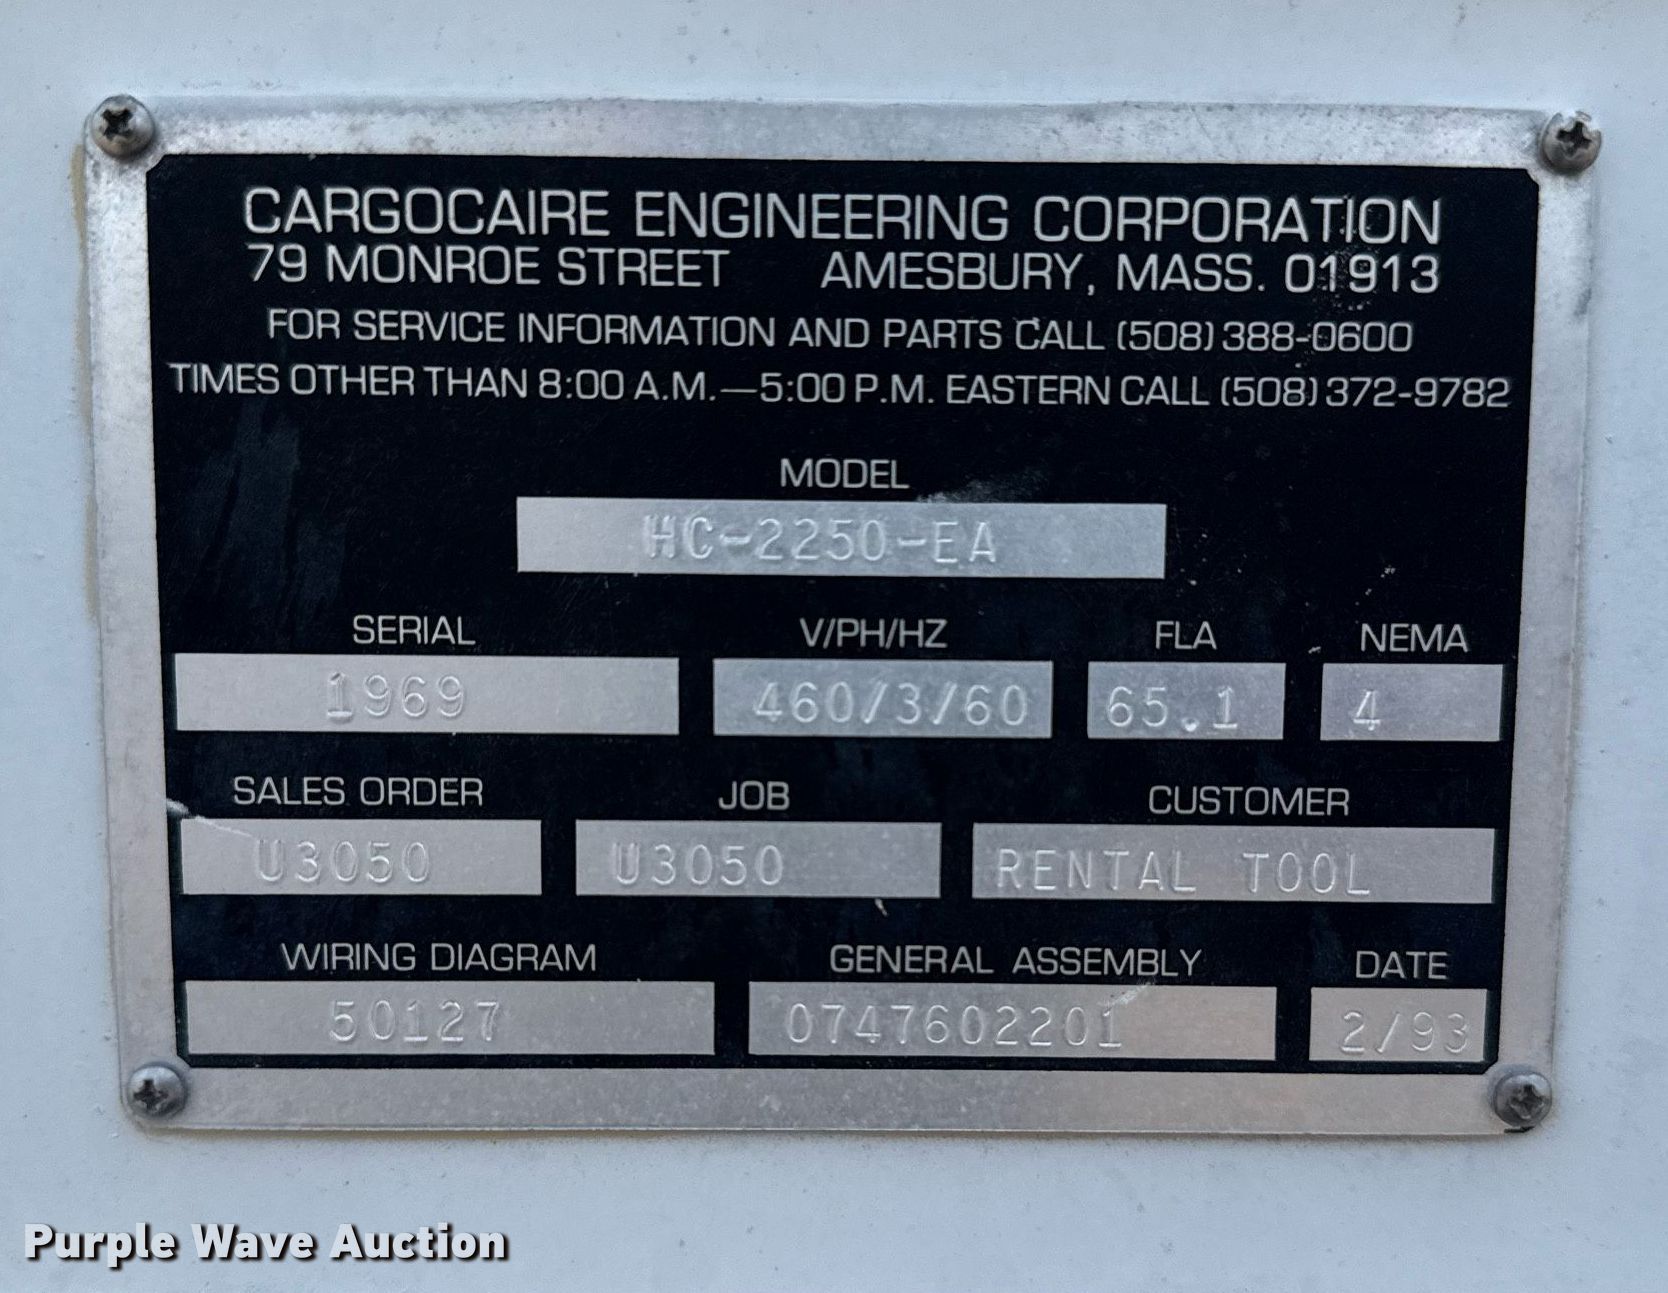 CARGOCAIRE ENGINEERING CORPORATION
79 MONROE STREET AMESBURY, MASS. 01913
FOR SERVICE INFORMATION AND PARTS CALL (508) 388-0600
TIMES OTHER THAN 8:00 A.M.—5:00 P.M. EASTERN CALL (508) 372-9782
MODEL
HC-2250-EA
SERIAL V/PH/HZ FLA NEMA
1969 460/3/60 65.1 4
SALES ORDER JOB CUSTOMER
U3050 U3050 RENTAL TOOL
WIRING DIAGRAM GENERAL ASSEMBLY DATE
50127 0747602201 2/93
Purple Wave Auction